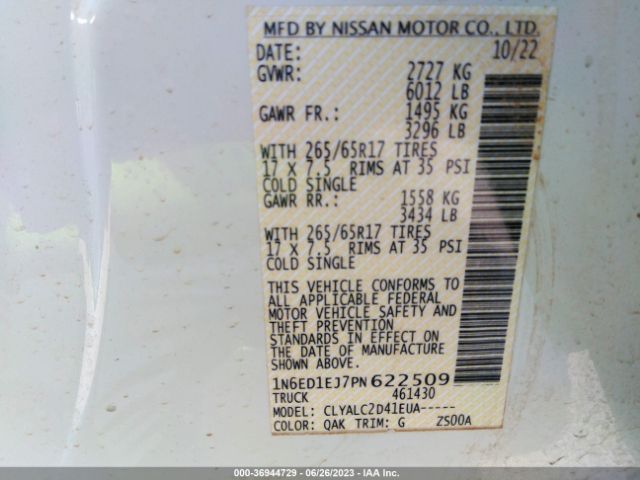 MFD BY NISSAN MOTOR CO., LTD.
DATE: 10/22
GVWR: 2727 KG
6012 LB
GAWR FR.: 1495 KG
3296 LB
WITH 265/65R17 TIRES
17 X 7.5 RIMS AT 35 PSI
COLD SINGLE
GAWR RR.: 1558 KG
3434 LB
WITH 265/65R17 TIRES
17 X 7.5 RIMS AT 35 PSI
COLD SINGLE
THIS VEHICLE CONFORMS TO
ALL APPLICABLE FEDERAL
MOTOR VEHICLE SAFETY AND
THEFT PREVENTION
STANDARDS IN EFFECT ON
THE DATE OF MANUFACTURE
SHOWN ABOVE.
1N6ED1EJ7PN622509
TRUCK 461430
MODEL: CLYALC2D41EUA-----
COLOR: QAK TRIM: G ZS00A
000-36944729 - 06/26/2023 - IAA Inc.